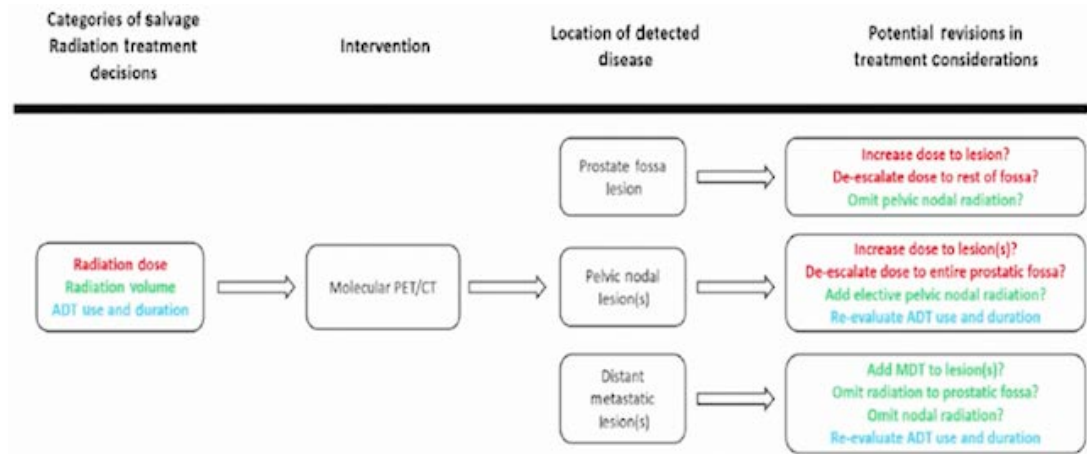 Categories of salvage
Radiation treatment
decisions
Intervention
Location of detected
disease
Potential revisions in
treatment considerations
Radiation dose
Radiation volume
ADT use and duration
Molecular PET/CT
Prostate fossa
lesion
Increase dose to lesion?
De-escalate dose to rest of fossa?
Omit pelvic nodal radiation?
Pelvic nodal
lesion(s)
Increase dose to lesion(s)?
De-escalate dose to entire prostatic fossa?
Add elective pelvic nodal radiation?
Re-evaluate ADT use and duration
Distant
metastatic
lesion(s)
Add MDT to lesion(s)?
Omit radiation to prostatic fossa?
Omit nodal radiation?
Re-evaluate ADT use and duration